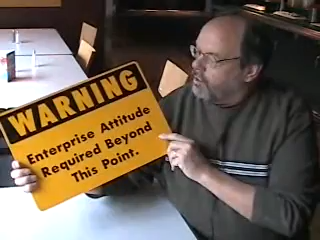 WARNING
Enterprise Attitude
Required Beyond
This Point.